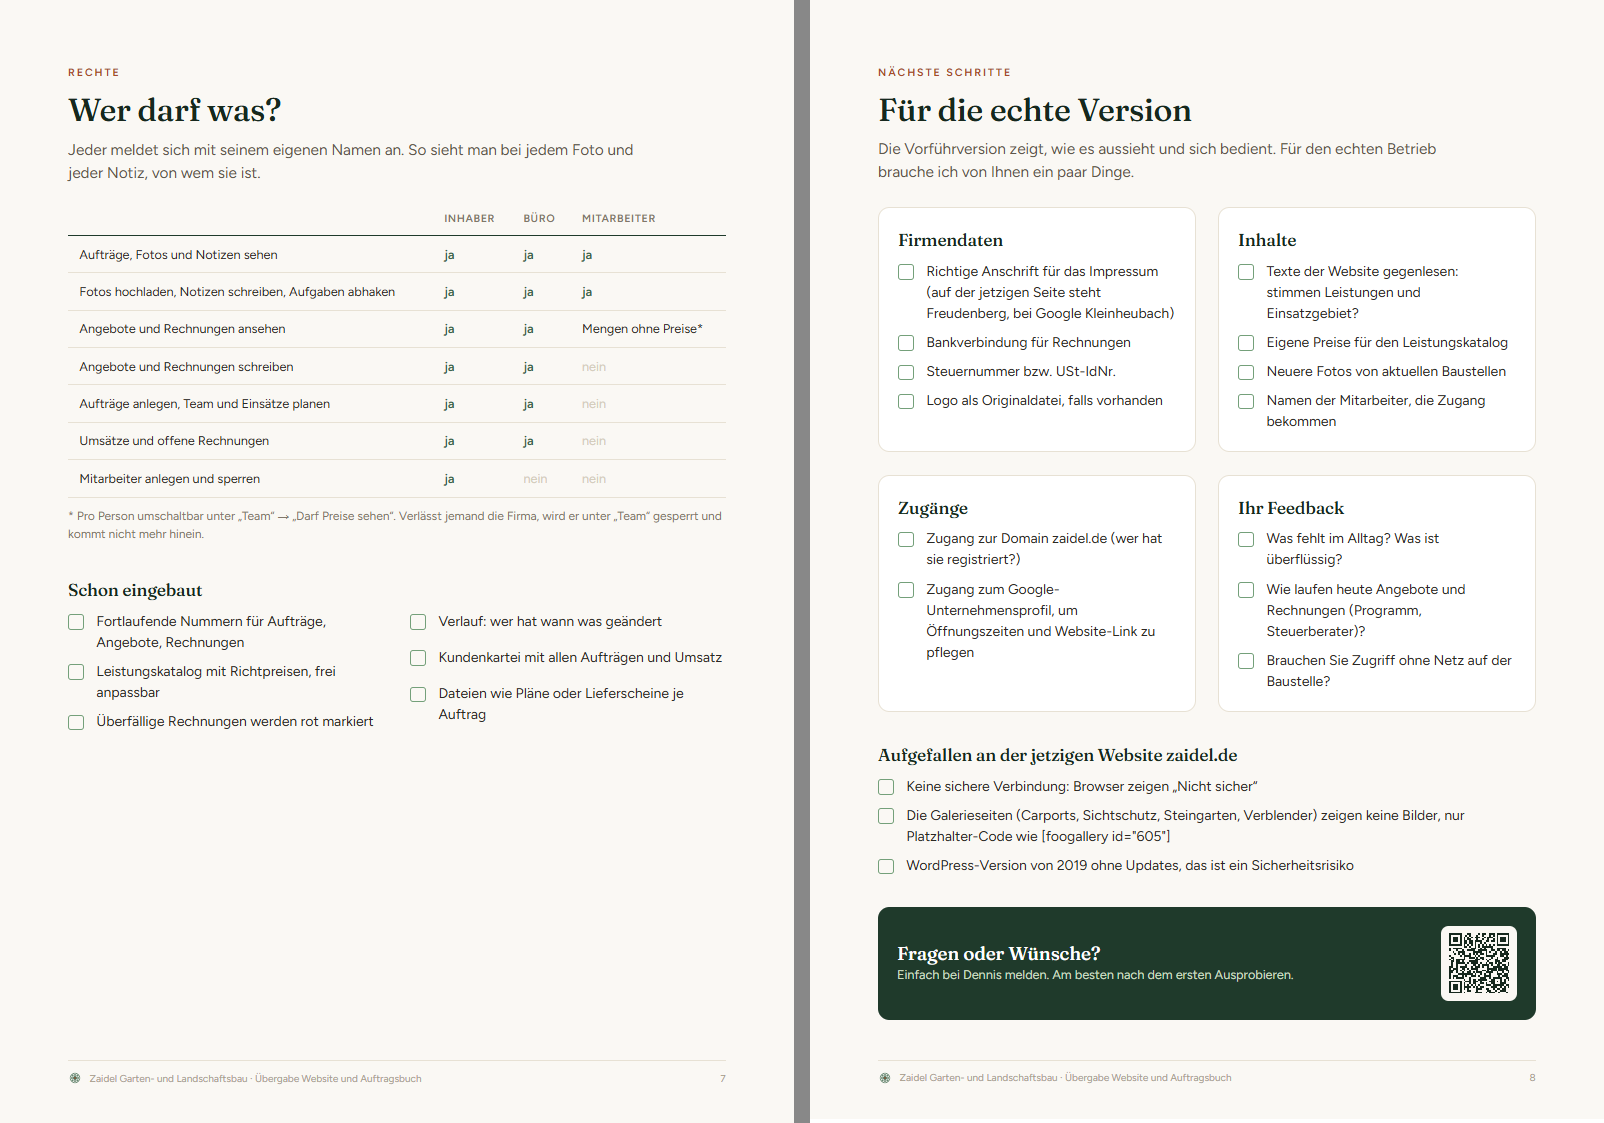 RECHTE
Wer darf was?
Jeder meldet sich mit seinem eigenen Namen an. So sieht man bei jedem Foto und
jeder Notiz, von wem sie ist.
INHABER BÜRO MITARBEITER
Aufträge, Fotos und Notizen sehen ja ja ja
Fotos hochladen, Notizen schreiben, Aufgaben abhaken ja ja ja
Angebote und Rechnungen ansehen ja ja Mengen ohne Preise*
Angebote und Rechnungen schreiben ja ja nein
Aufträge anlegen, Team und Einsätze planen ja ja nein
Umsätze und offene Rechnungen ja ja nein
Mitarbeiter anlegen und sperren ja nein nein
* Pro Person umschaltbar unter „Team“ → „Darf Preise sehen“. Verlässt jemand die Firma, wird er unter „Team“ gesperrt und
kommt nicht mehr hinein.
Schon eingebaut
Fortlaufende Nummern für Aufträge,
Angebote, Rechnungen
Leistungskatalog mit Richtpreisen, frei
anpassbar
Überfällige Rechnungen werden rot markiert
Verlauf: wer hat wann was geändert
Kundenkartei mit allen Aufträgen und Umsatz
Dateien wie Pläne oder Lieferscheine je
Auftrag
Zaidel Garten- und Landschaftsbau · Übergabe Website und Auftragsbuch 7
NÄCHSTE SCHRITTE
Für die echte Version
Die Vorführversion zeigt, wie es aussieht und sich bedient. Für den echten Betrieb
brauche ich von Ihnen ein paar Dinge.
Firmendaten
Richtige Anschrift für das Impressum
(auf der jetzigen Seite steht
Freudenberg, bei Google Kleinheubach)
Bankverbindung für Rechnungen
Steuernummer bzw. USt-IdNr.
Logo als Originaldatei, falls vorhanden
Inhalte
Texte der Website gegenlesen:
stimmen Leistungen und
Einsatzgebiet?
Eigene Preise für den Leistungskatalog
Neuere Fotos von aktuellen Baustellen
Namen der Mitarbeiter, die Zugang
bekommen
Zugänge
Zugang zur Domain zaidel.de (wer hat
sie registriert?)
Zugang zum Google-
Unternehmensprofil, um
Öffnungszeiten und Website-Link zu
pflegen
Ihr Feedback
Was fehlt im Alltag? Was ist
überflüssig?
Wie laufen heute Angebote und
Rechnungen (Programm,
Steuerberater)?
Brauchen Sie Zugriff ohne Netz auf der
Baustelle?
Aufgefallen an der jetzigen Website zaidel.de
Keine sichere Verbindung: Browser zeigen „Nicht sicher“
Die Galerieseiten (Carports, Sichtschutz, Steingarten, Verblender) zeigen keine Bilder, nur
Platzhalter-Code wie [foogallery id="605"]
WordPress-Version von 2019 ohne Updates, das ist ein Sicherheitsrisiko
Fragen oder Wünsche?
Einfach bei Dennis melden. Am besten nach dem ersten Ausprobieren.
Zaidel Garten- und Landschaftsbau · Übergabe Website und Auftragsbuch 8